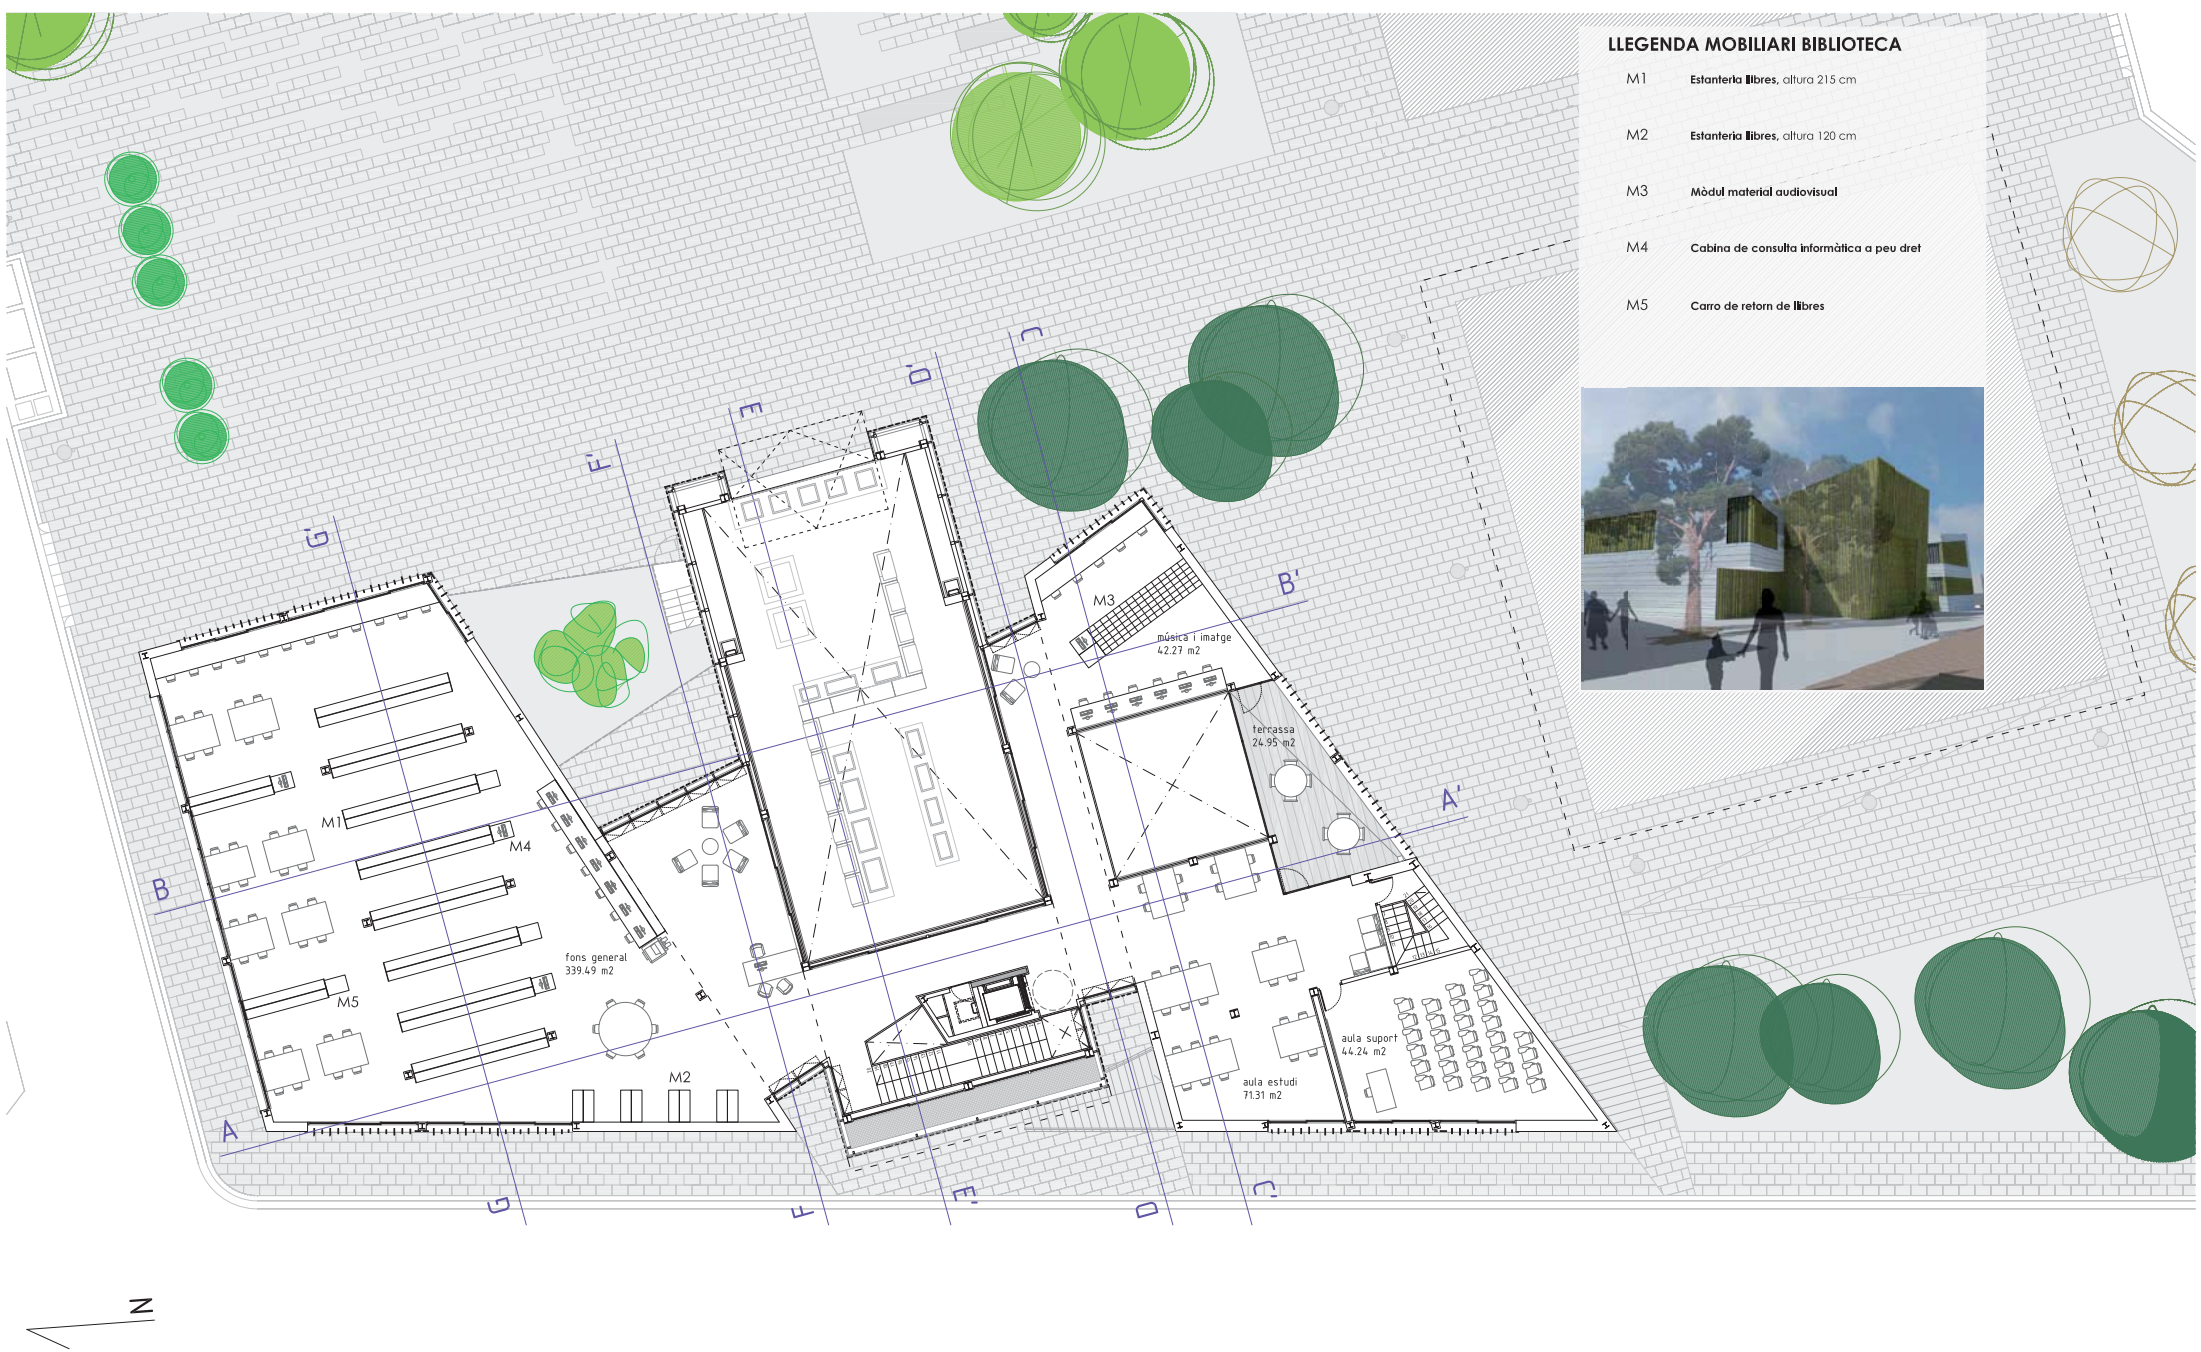 LLEGENDA MOBILIARI BIBLIOTECA
M1 Estanteria llibres, altura 215 cm
M2 Estanteria llibres, altura 120 cm
M3 Mòdul material audiovisual
M4 Cabina de consulta informàtica a peu dret
M5 Carro de retorn de llibres
C
D'
E
F'
G'
B'
M3
música i imatge
42.27 m2
terrassa
24.95 m2
A'
M1
M4
B
fons general
339.49 m2
M5
aula suport
44.24 m2
M2
aula estudi
71.31 m2
A
G
F
E'
D
C'
N